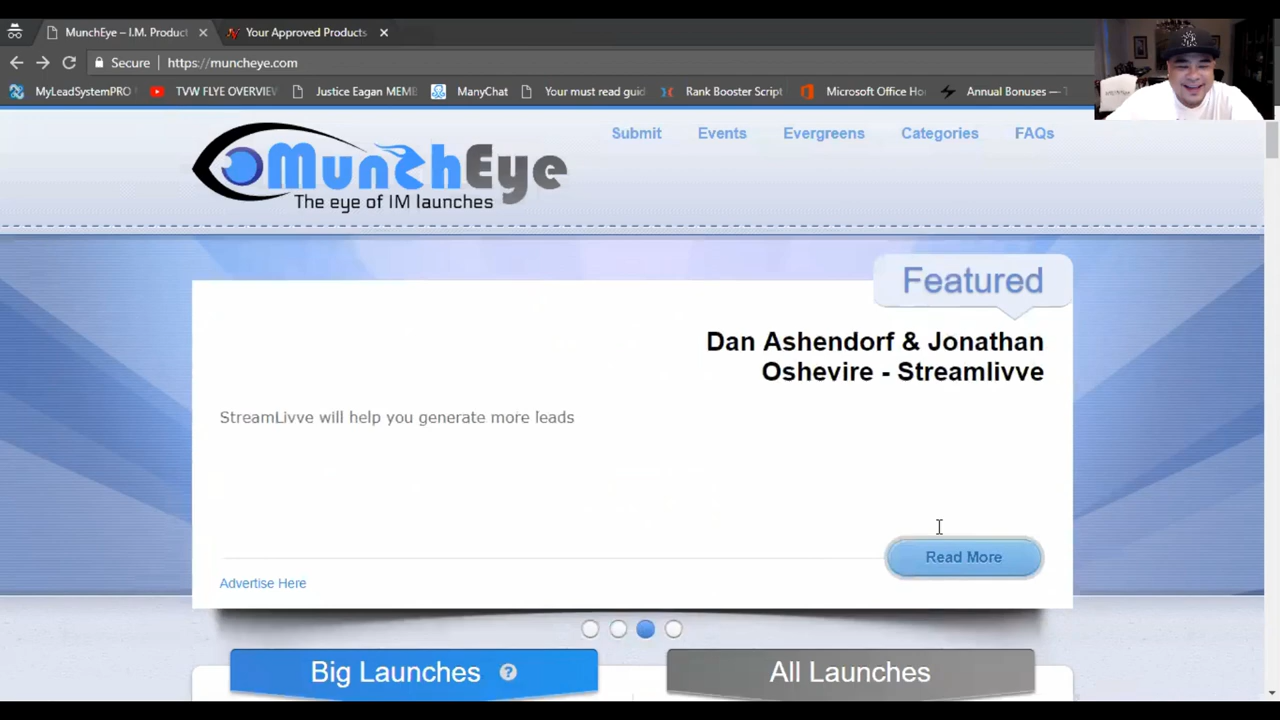 MunchEye – I.M. Product
Your Approved Products
Secure
https://muncheye.com
MyLeadSystemPRO
TVW FLYE OVERVIEW
Justice Eagan MEMB
ManyChat
Your must read guid
Rank Booster Script
Microsoft Office Ho
Annual Bonuses —
MunchEye
The eye of IM launches
Submit
Events
Evergreens
Categories
FAQs
Featured
Dan Ashendorf & Jonathan
Oshevire - Streamlivve
StreamLivve will help you generate more leads
Read More
Advertise Here
Big Launches ?
All Launches